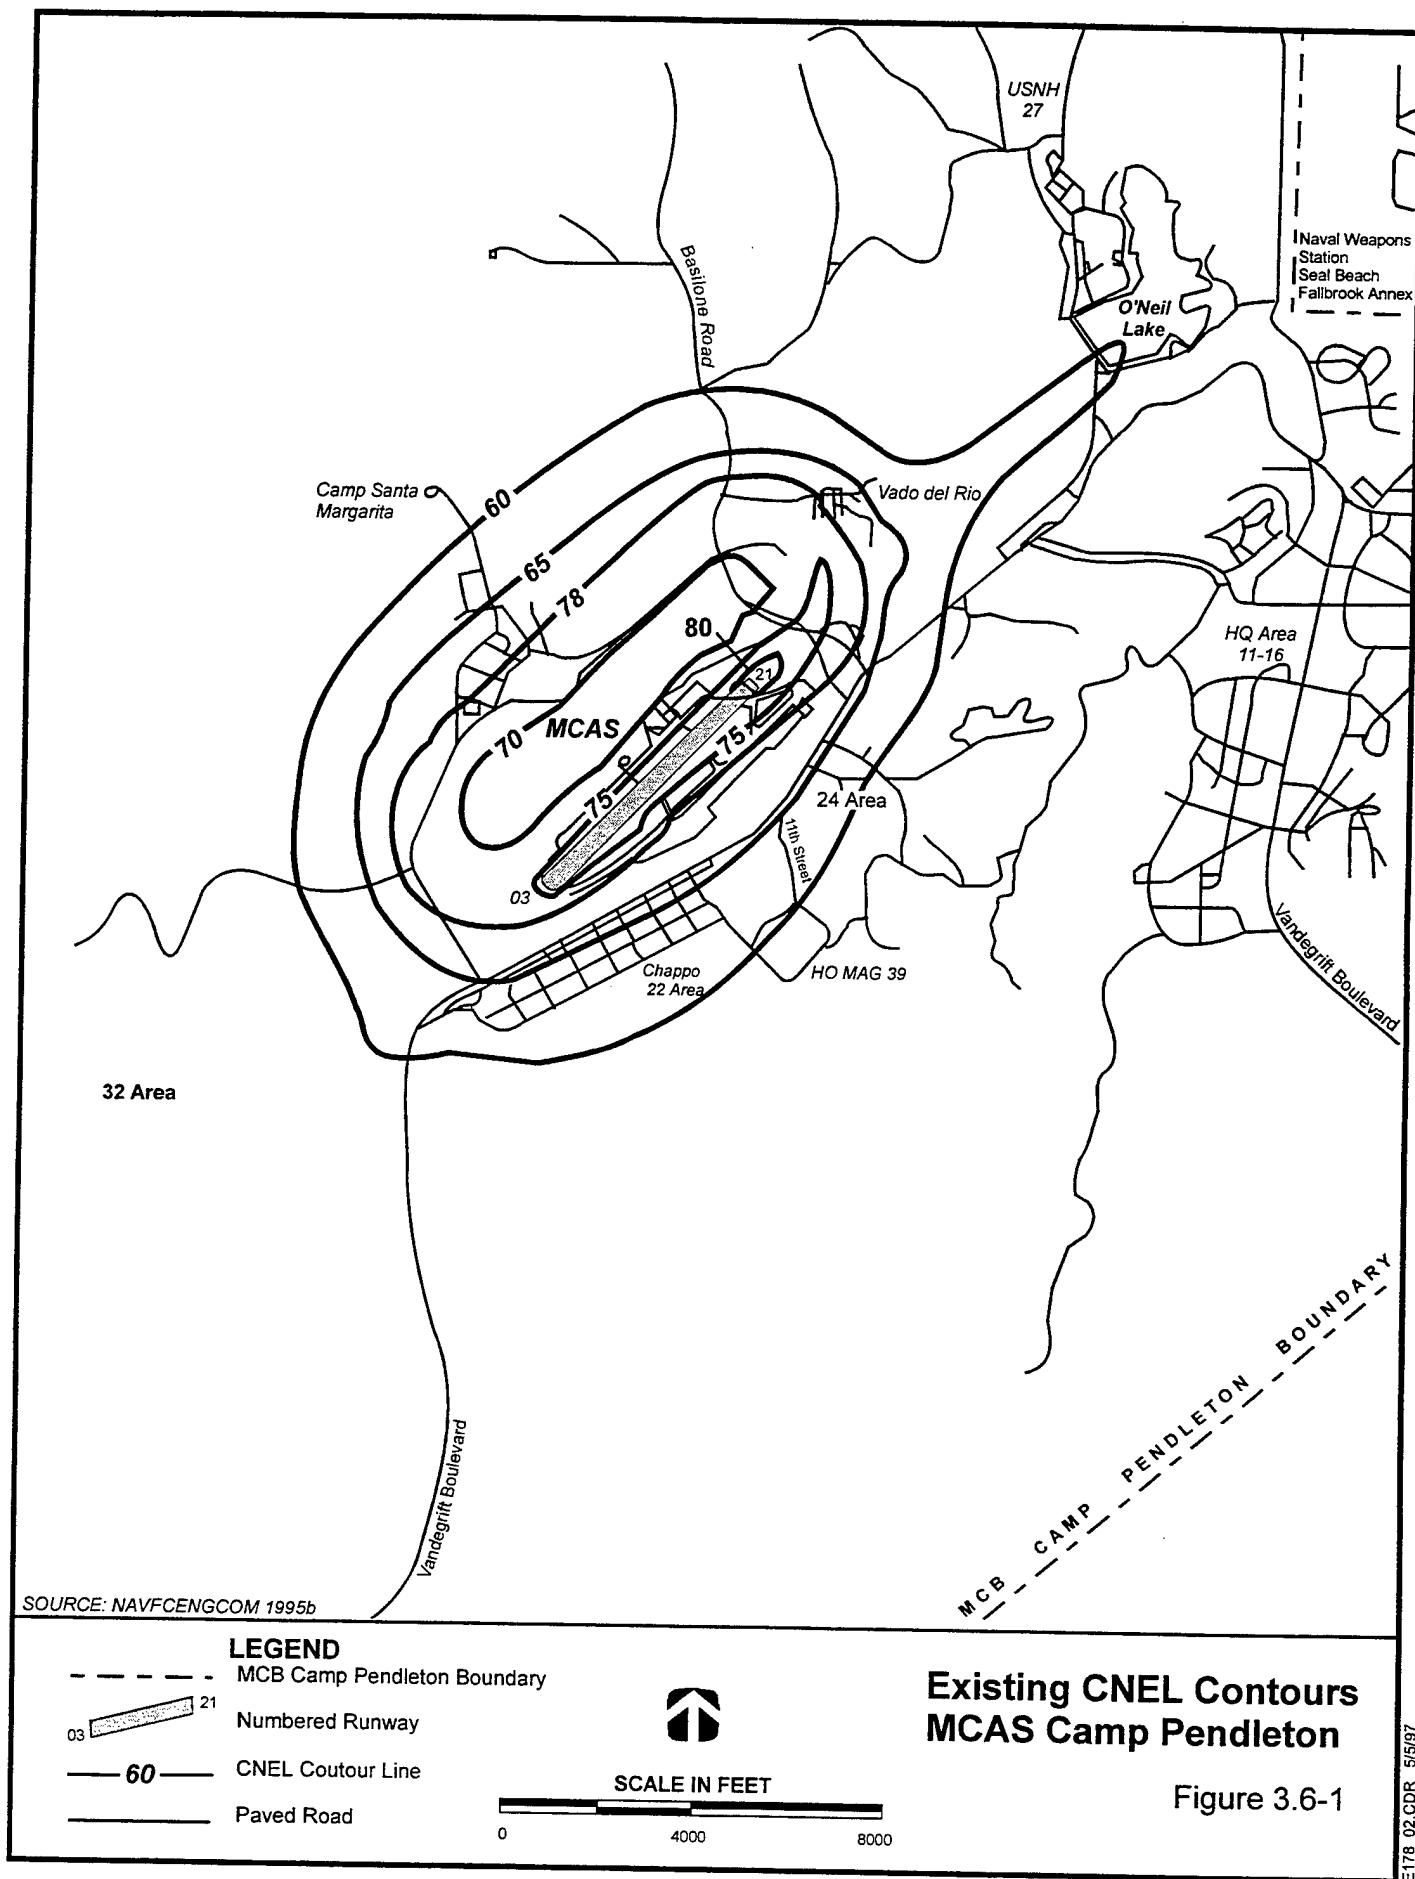 USNH
27
Naval Weapons
Station
Seal Beach
Fallbrook Annex
Basilone Road
O'Neil
Lake
Camp Santa
Margarita
60
Vado del Rio
65
78
80
HQ Area
11-16
21
MCAS
70
75
75
24 Area
11th Street
03
Vandegrift Boulevard
Chappo
22 Area
HO MAG 39
32 Area
MCB CAMP PENDLETON BOUNDARY
Vandegrift Boulevard
SOURCE: NAVFCENGCOM 1995b
LEGEND
MCB Camp Pendleton Boundary
03
21
Numbered Runway
60
CNEL Coutour Line
Paved Road
SCALE IN FEET
0
4000
8000
Existing CNEL Contours
MCAS Camp Pendleton
Figure 3.6-1
E178 02.CDR 5/5/97